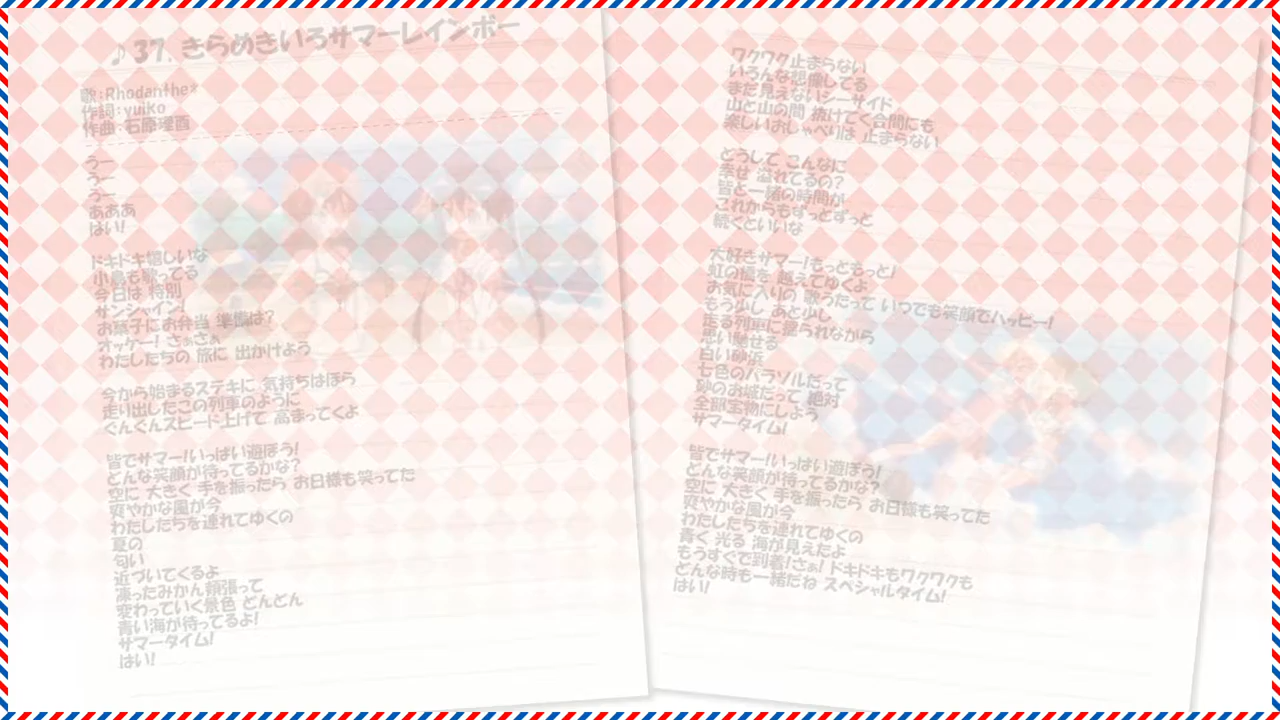 ♪37. きらめきいろサマーレインボー
歌:Rhodanthe*
作詞:yuiko
作曲:石原理酉
うー
うー
うー
あああ
はい!
ドキドキ嬉しいな
小鳥も歌ってる
今日は 特別
サンシャイン!
お菓子にお弁当 準備は?
オッケー! さぁさぁ
わたしたちの 旅に 出かけよう
今から始まるステキに 気持ちはほら
走り出したこの列車のように
ぐんぐんスピード上げて 高まってくよ
皆でサマー!いっぱい遊ぼう!
どんな笑顔が待ってるかな?
空に 大きく 手を振ったら お日様も笑ってた
爽やかな風が今
わたしたちを連れてゆくの
夏の
匂い
近づいてくるよ
凍ったみかん頬張って
変わっていく景色 どんどん
青い海が待ってるよ!
サマータイム!
はい!
ワクワク止まらない
いろんな想像してる
まだ見えないシーサイド
山と山の間 抜けてく合間にも
楽しいおしゃべりは 止まらない
どうして こんなに
幸せ 溢れてるの?
皆と一緒の時間が
これからもずっとずっと
続くといいな
大好きサマー!もっともっと」
虹の橋を 越えてゆくよ
お気に入りの 歌うたって いつでも笑顔でハッピー!
もう少し あと少し
走る列車に揺られながら
思い馳せる
白い砂浜
七色のパラソルだって
砂のお城だって 絶対
全部宝物にしよう
サマータイム!
皆でサマー!いっぱい遊ぼう!
どんな笑顔が待ってるかな?
空に 大きく 手を振ったら お日様も笑ってた
爽やかな風が今
わたしたちを連れてゆくの
青く 光る 海が見えたよ
もうすぐで到着!さぁ! ドキドキもワクワクも
どんな時も一緒だね スペシャルタイム!
はい!